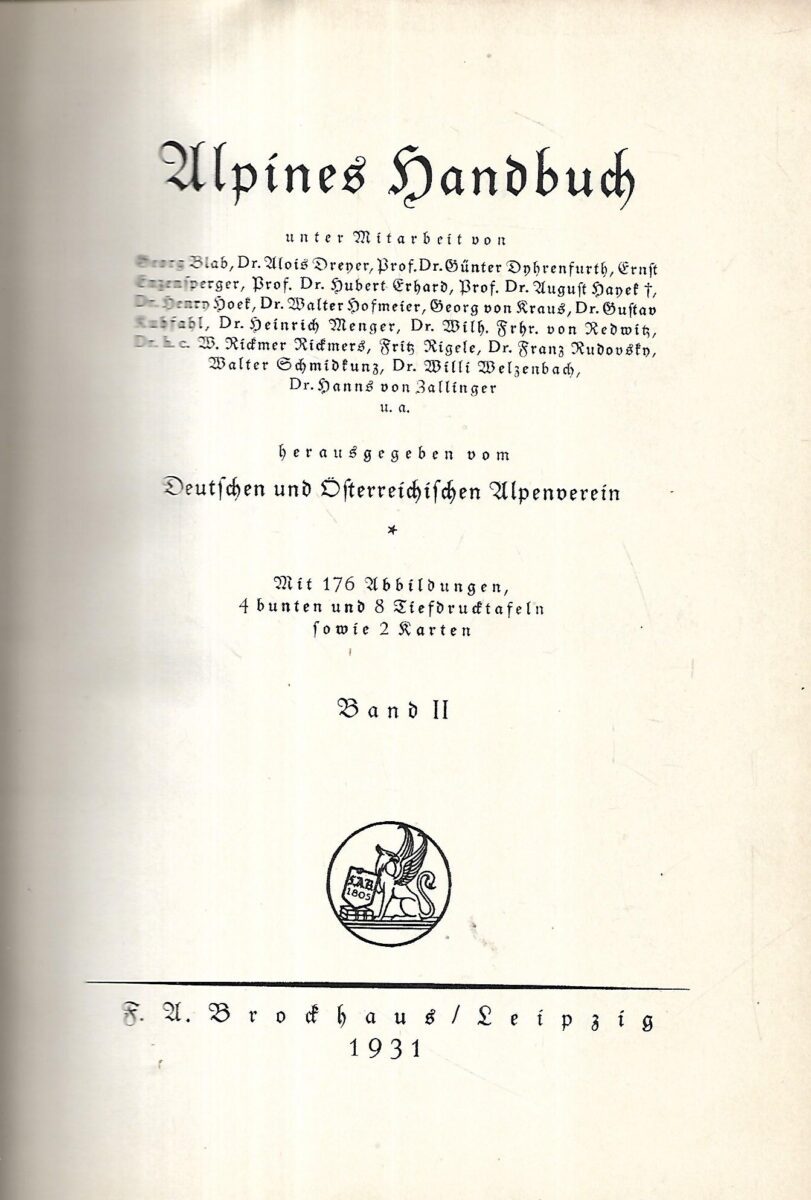 Alpines Handbuch
unter Mitarbeit von
Georg Blab, Dr. Alois Dreyer, Prof. Dr. Günter Dyhrenfurth, Ernst
Enzensperger, Prof. Dr. Hubert Erhard, Prof. Dr. August Hayek †,
Dr. Henry Hoek, Dr. Walter Hofmeier, Georg von Kraus, Dr. Gustav
Kuhfahl, Dr. Heinrich Menger, Dr. Wilh. Frhr. von Redwitz,
Dr. h. c. W. Rickmer Rickmers, Fritz Rigele, Dr. Franz Rudovsky,
Walter Schmidkunz, Dr. Willi Welzenbach,
Dr. Hanns von Zallinger
u. a.
herausgegeben vom
Deutschen und Österreichischen Alpenverein
*
Mit 176 Abbildungen,
4 bunten und 8 Tiefdrucktafeln
sowie 2 Karten
Band II
F.A.B.
1805
F. A. Brockhaus / Leipzig
1931